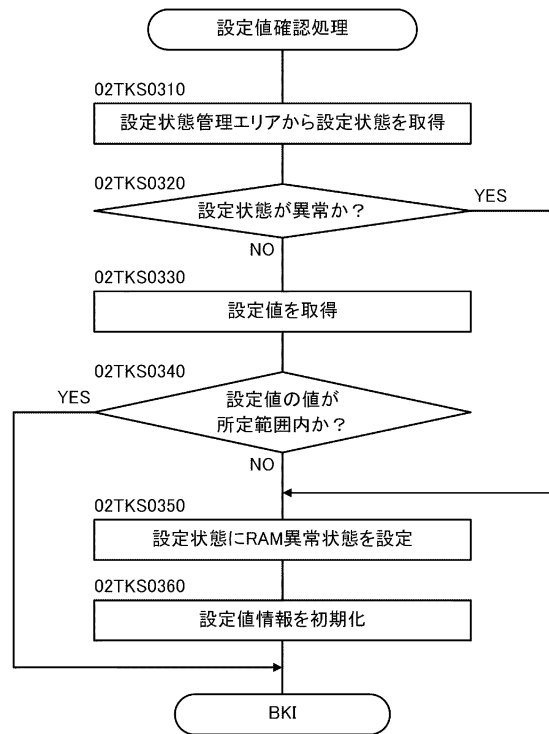 設定値確認処理
02TKS0310
設定状態管理エリアから設定状態を取得
02TKS0320
設定状態が異常か？
YES
NO
02TKS0330
設定値を取得
02TKS0340
YES
設定値の値が
所定範囲内か？
NO
02TKS0350
設定状態にRAM異常状態を設定
02TKS0360
設定値情報を初期化
BKI